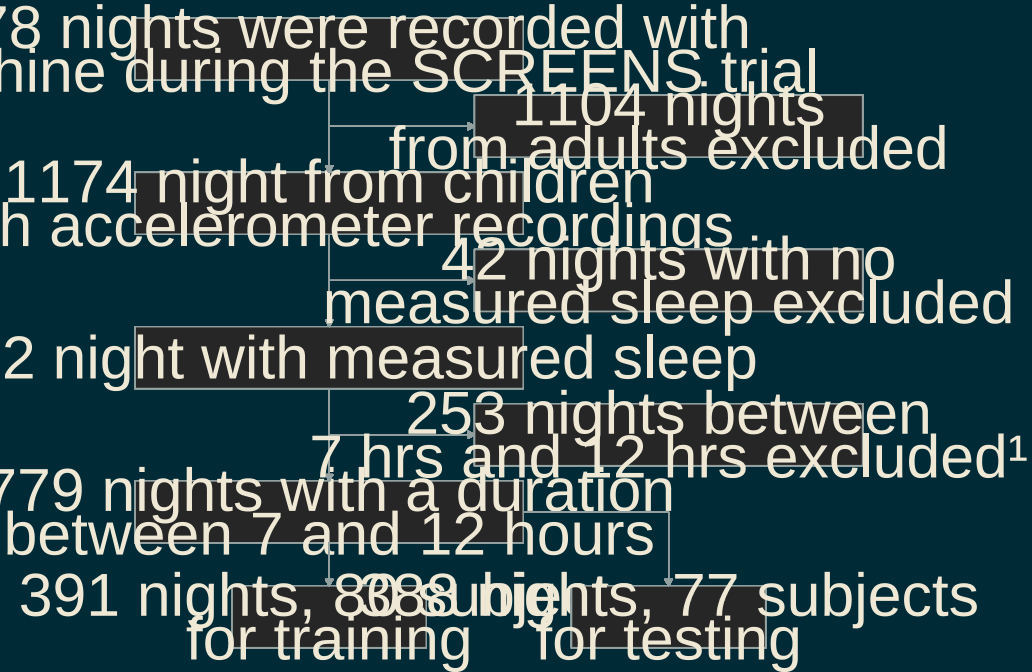 78 nights were recorded with
hine during the SCREENS trial
1104 nights
from adults excluded
1174 night from children
h accelerometer recordings
42 nights with no
measured sleep excluded
2 night with measured sleep
253 nights between
7 hrs and 12 hrs excluded¹
779 nights with a duration
between 7 and 12 hours
391 nights,
for training
388 nights, 77 subjects
for testing